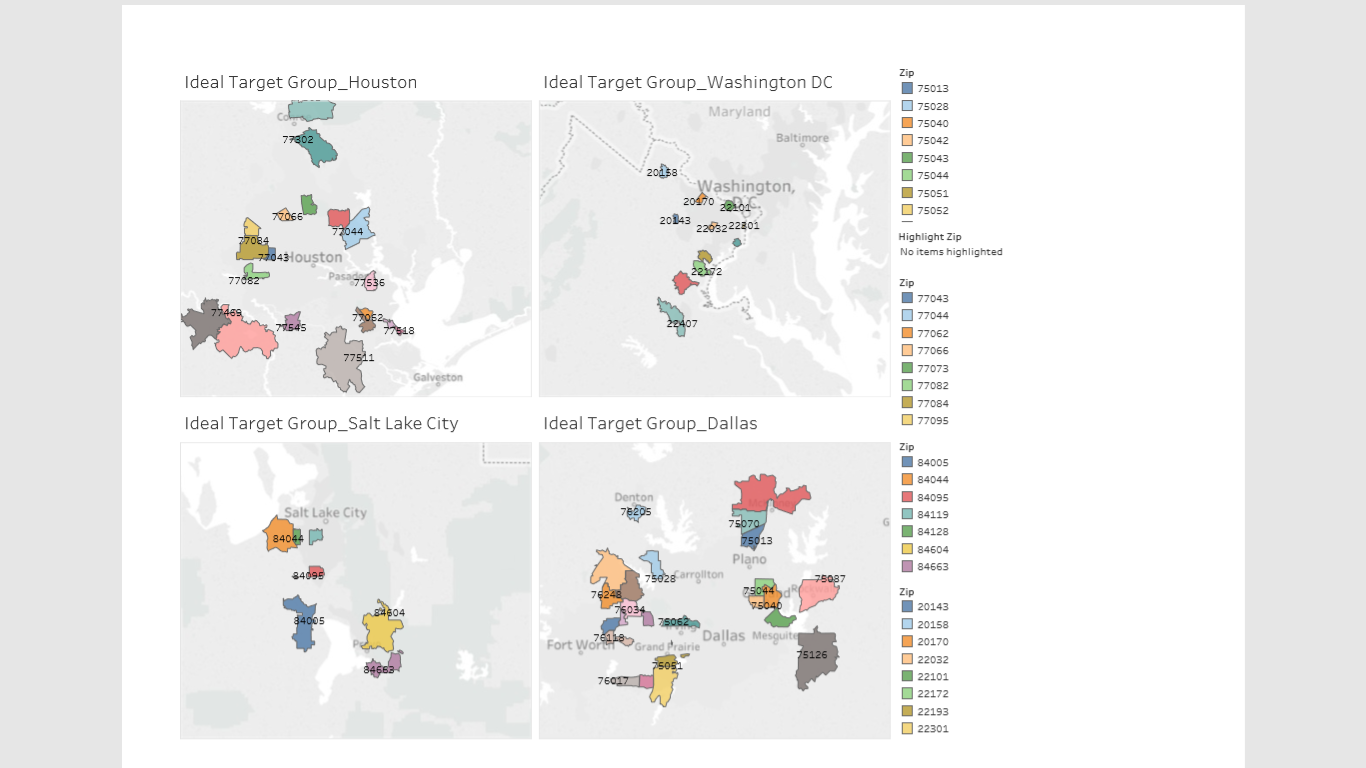 Ideal Target Group_Houston
77302
77066
77044
77084
77043
Houston
77082
77536
77469
77545
77062
77518
77511
Galveston
Ideal Target Group_Washington DC
Maryland
Baltimore
20158
Washington,
D.C.
20170
22101
20143
22032
22301
22172
22407
Ideal Target Group_Salt Lake City
Salt Lake City
84044
84095
84005
84604
84663
Ideal Target Group_Dallas
Denton
76205
75070
75013
Plano
75028
Carrollton
75087
76248
75044
75040
76034
75062
Dallas
Mesquite
76118
Fort Worth
Grand Prairie
75051
75126
76017
Zip
75013
75028
75040
75042
75043
75044
75051
75052
Highlight Zip
No items highlighted
Zip
77043
77044
77062
77066
77073
77082
77084
77095
Zip
84005
84044
84095
84119
84128
84604
84663
Zip
20143
20158
20170
22032
22101
22172
22193
22301